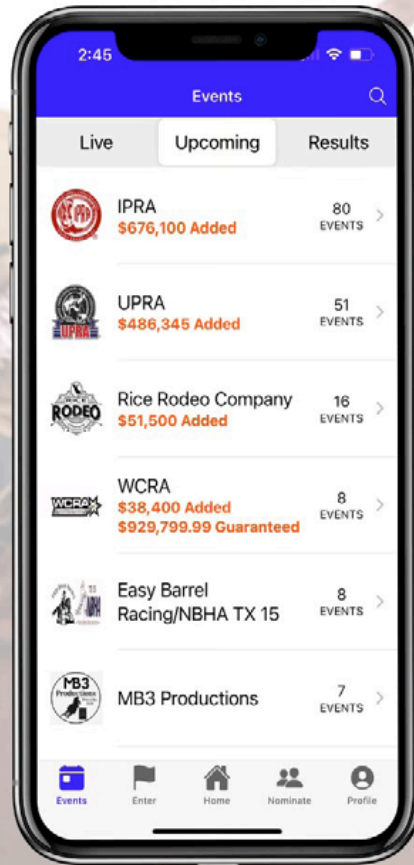 2:45
Events
Live Upcoming Results
IPRA
$676,100 Added
80
EVENTS
UPRA
UPRA
$486,345 Added
51
EVENTS
RICE
RODEO
Rice Rodeo Company
$51,500 Added
16
EVENTS
WCRA
WCRA
$38,400 Added
$929,799.99 Guaranteed
8
EVENTS
Easy Barrel
Racing/NBHA TX 15
8
EVENTS
MB3
Productions
MB3 Productions
7
EVENTS
Events Enter Home Nominate Profile